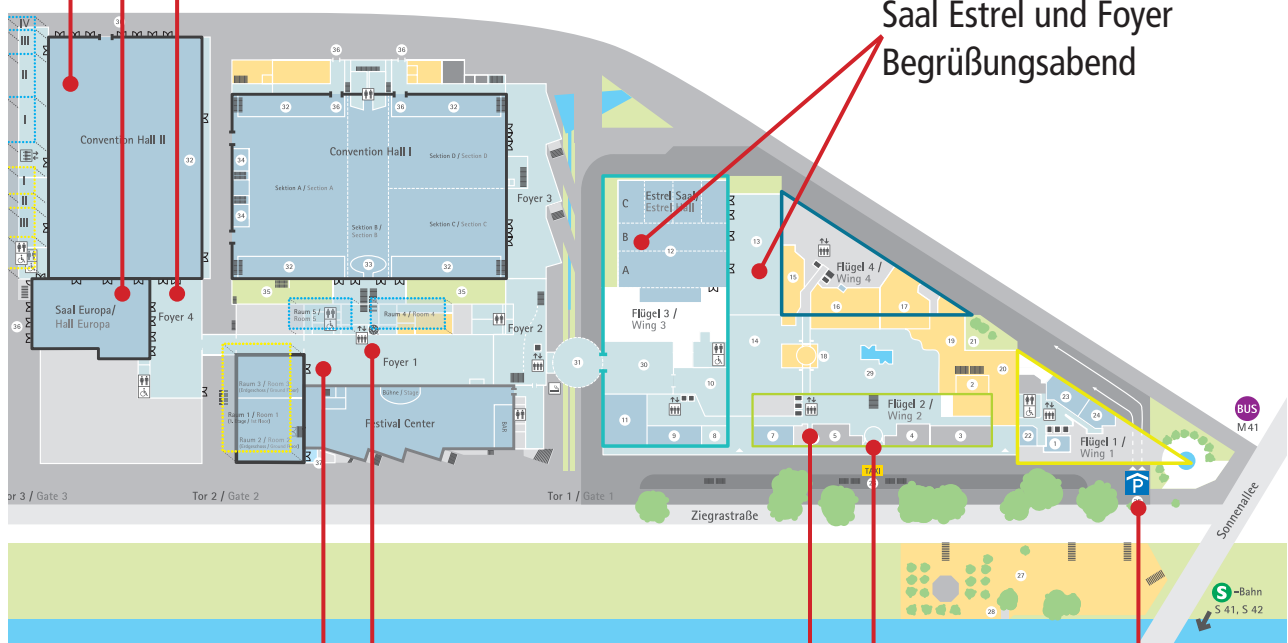 Saal Estrel und Foyer
Begrüßungsabend
IV
III
II
I
I
II
III
Convention Hall II
32
Saal Europa/
Hall Europa
36
Foyer 4
36
36
32
36
36
32
Convention Hall I
Sektion D / Section D
34
Sektion A / Section A
34
Sektion B /
Section B
Sektion C / Section C
32
33
32
Foyer 3
35
35
Raum 5 /
Room 5
Raum 4 / Room 4
Foyer 2
Foyer 1
Raum 3 / Room 3
Raum 1 / Room 1
Raum 2 / Room 2
37
Bühne / Stage
Festival Center
BAR
31
C
Estrel Saal/
Estrel Hall
B
12
A
Flügel 3 /
Wing 3
30
10
11
9
8
13
14
15
Flügel 4 /
Wing 4
16
17
18
19
21
20
29
2
Flügel 2 /
Wing 2
7
5
4
3
23
24
22
1
Flügel 1 /
Wing 1
TAXI
P
BUS
M41
or 3 / Gate 3
Tor 2 / Gate 2
Tor 1 / Gate 1
Ziegrastraße
Sonnenallee
27
28
S-Bahn
S 41, S 42